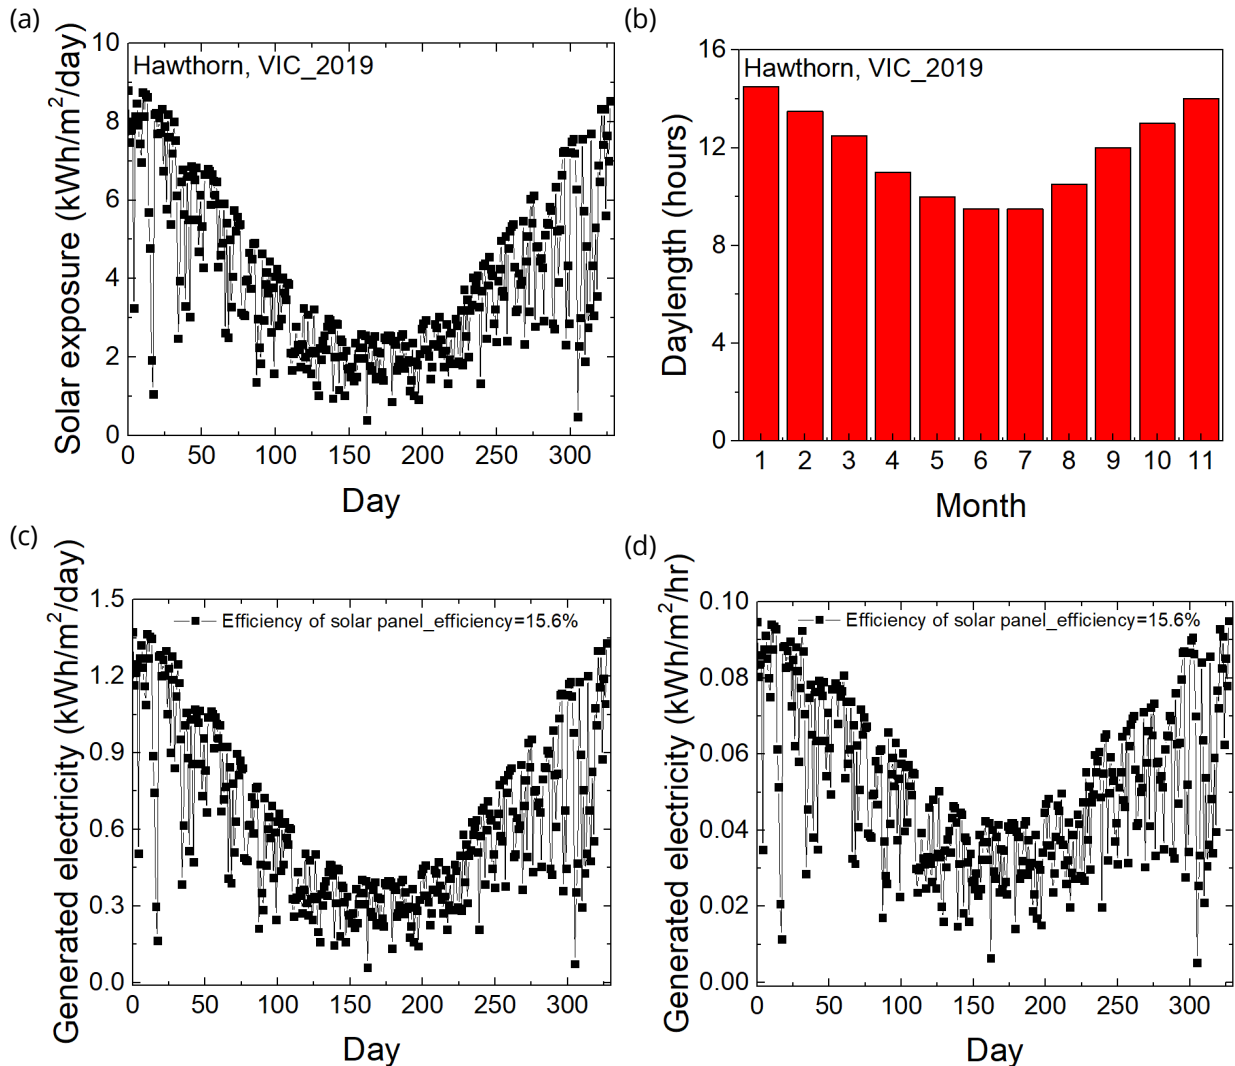 (a)
Hawthorn, VIC_2019
Solar exposure (kWh/m²/day)
10
8
6
4
2
0
0 50 100 150 200 250 300
Day
(b)
Hawthorn, VIC_2019
Daylength (hours)
16
12
8
4
0
1 2 3 4 5 6 7 8 9 10 11
Month
(c)
Efficiency of solar panel_efficiency=15.6%
Generated electricity (kWh/m²/day)
1.5
1.2
0.9
0.6
0.3
0.0
0 50 100 150 200 250 300
Day
(d)
Efficiency of solar panel_efficiency=15.6%
Generated electricity (kWh/m²/hr)
0.10
0.08
0.06
0.04
0.02
0.00
0 50 100 150 200 250 300
Day